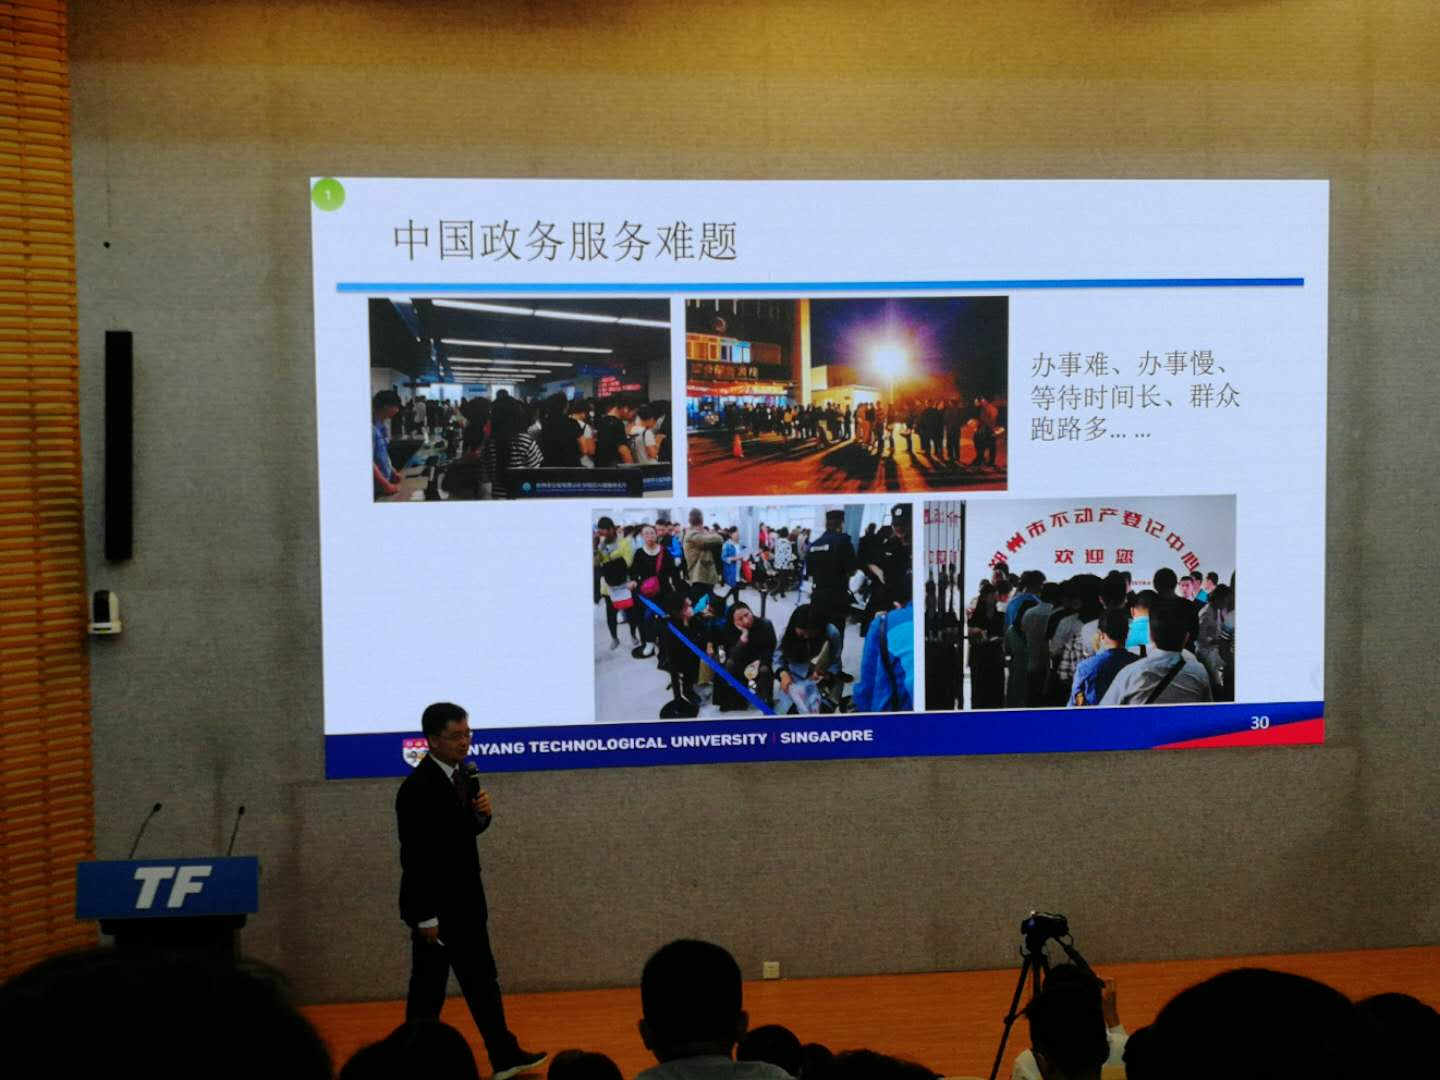 1
中国政务服务难题
办事难、办事慢、
等待时间长、群众
跑路多... ...
州市不动产登记中心
欢迎您
NYANG TECHNOLOGICAL UNIVERSITY | SINGAPORE
30
TF